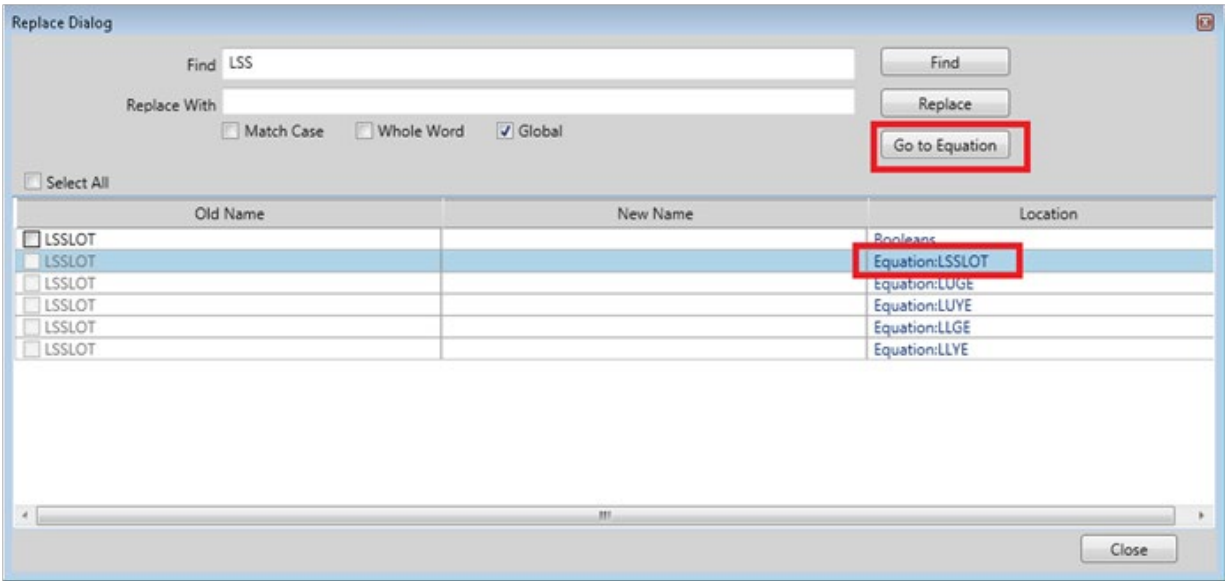 Replace Dialog
Find LSS Find
Replace With Replace
Match Case Whole Word Global Go to Equation
Select All
Old Name New Name Location
LSSLOT Booleans
LSSLOT Equation:LSSLOT
LSSLOT Equation:LUGE
LSSLOT Equation:LUYE
LSSLOT Equation:LLGE
LSSLOT Equation:LLYE
Close